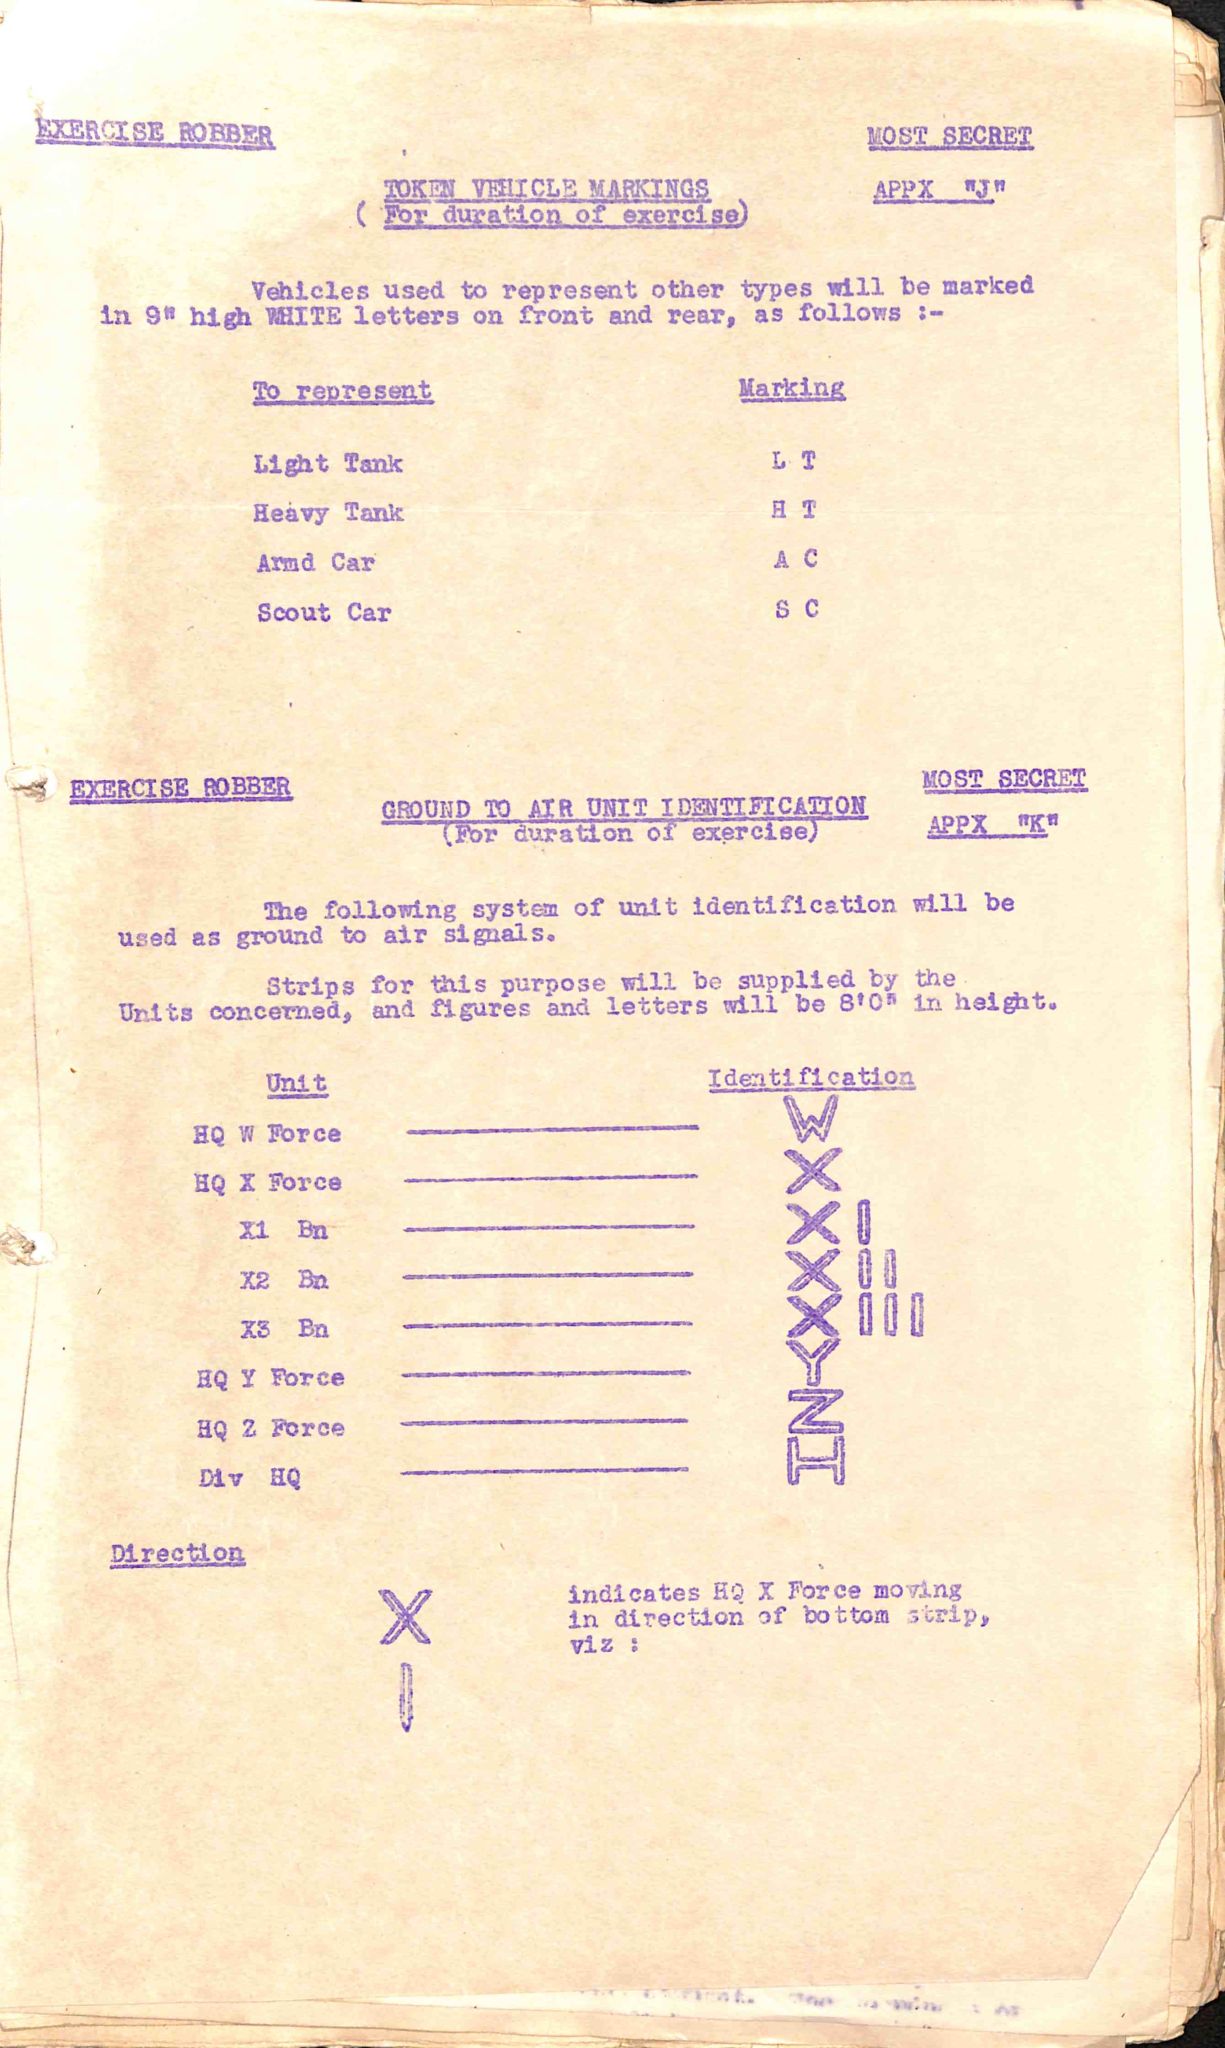 EXERCISE ROBBER
MOST SECRET
TOKEN VEHICLE MARKINGS
( For duration of exercise)
APPX "J"
Vehicles used to represent other types will be marked
in 9" high WHITE letters on front and rear, as follows :-
To represent Marking
Light Tank L T
Heavy Tank H T
Armd Car A C
Scout Car S C
EXERCISE ROBBER
MOST SECRET
GROUND TO AIR UNIT IDENTIFICATION
(For duration of exercise)
APPX "K"
The following system of unit identification will be
used as ground to air signals.
Strips for this purpose will be supplied by the
Units concerned, and figures and letters will be 8'0" in height.
Unit Identification
HQ W Force W
HQ X Force X
X1 Bn X I
X2 Bn X I I
X3 Bn X I I I
HQ Y Force Y
HQ Z Force Z
Div HQ H
Direction
X
I
indicates HQ X Force moving
in direction of bottom strip,
viz :